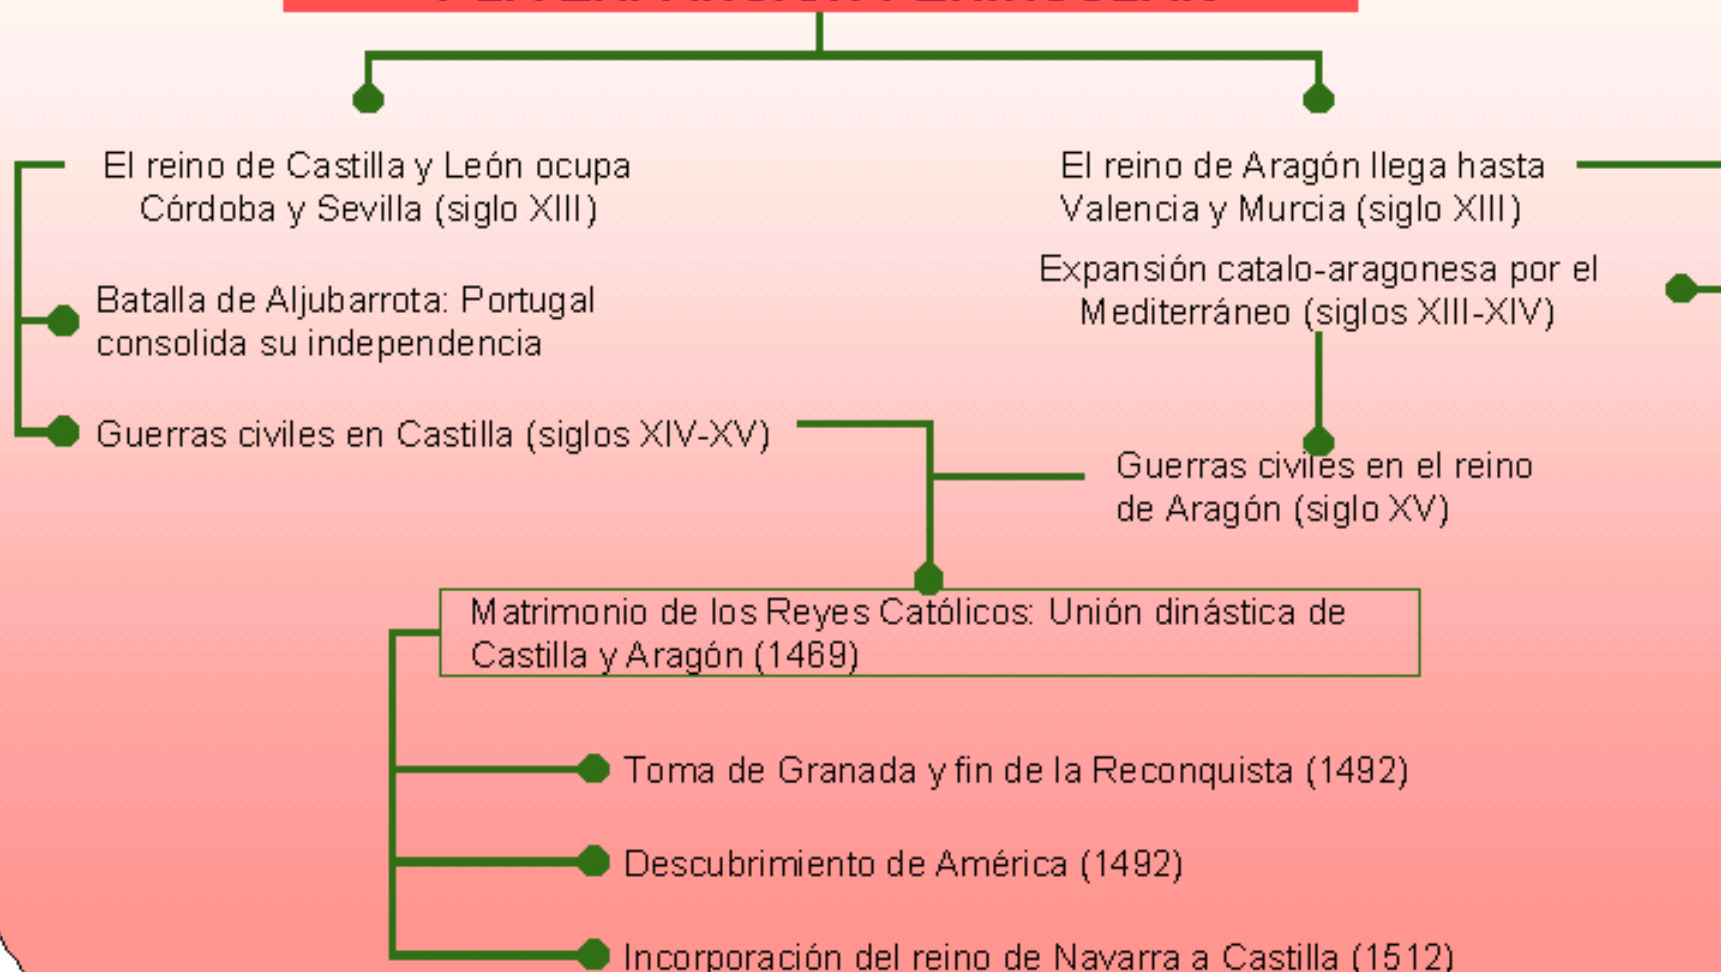 El reino de Castilla y León ocupa
Córdoba y Sevilla (siglo XIII)
Batalla de Aljubarrota: Portugal
consolida su independencia
Guerras civiles en Castilla (siglos XIV-XV)
El reino de Aragón llega hasta
Valencia y Murcia (siglo XIII)
Expansión catalo-aragonesa por el
Mediterráneo (siglos XIII-XIV)
Guerras civiles en el reino
de Aragón (siglo XV)
Matrimonio de los Reyes Católicos: Unión dinástica de
Castilla y Aragón (1469)
Toma de Granada y fin de la Reconquista (1492)
Descubrimiento de América (1492)
Incorporación del reino de Navarra a Castilla (1512)